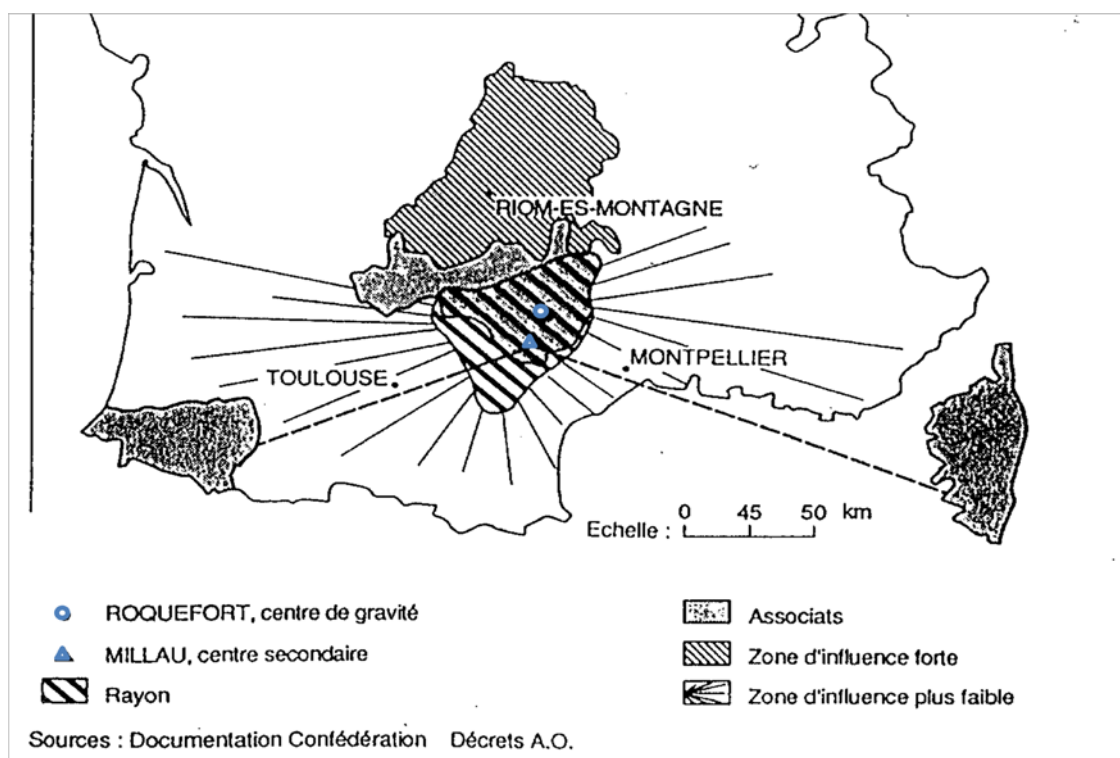 RIOM-ES-MONTAGNE
MONTPELLIER
TOULOUSE
0 45 50 km
Echelle :
ROQUEFORT, centre de gravité
MILLAU, centre secondaire
Rayon
Associats
Zone d'influence forte
Zone d'influence plus faible
Sources : Documentation Confédération Décrets A.O.